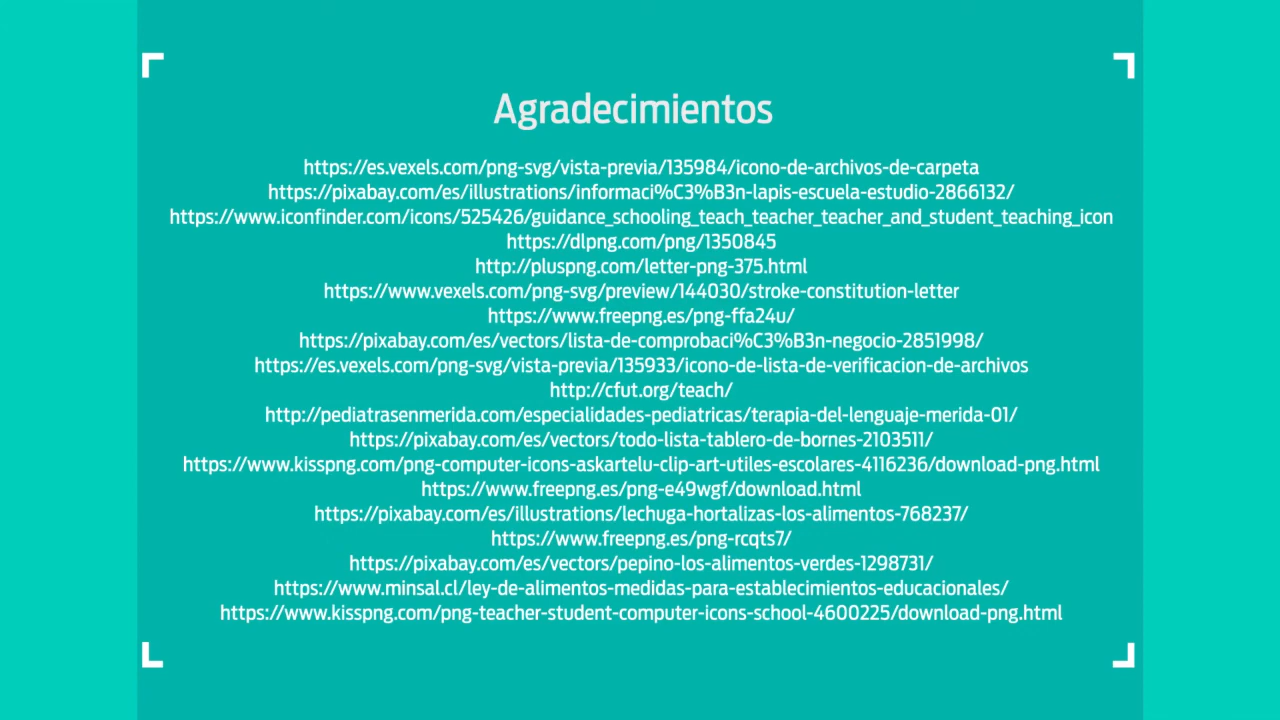 Agradecimientos
https://es.vexels.com/png-svg/vista-previa/135984/icono-de-archivos-de-carpeta
https://pixabay.com/es/illustrations/informaci%C3%B3n-lapis-escuela-estudio-2866132/
https://www.iconfinder.com/icons/525426/guidance_schooling_teach_teacher_teacher_and_student_teaching_icon
https://dlpng.com/png/1350845
http://pluspng.com/letter-png-375.html
https://www.vexels.com/png-svg/preview/144030/stroke-constitution-letter
https://www.freepng.es/png-ffa24u/
https://pixabay.com/es/vectors/lista-de-comprobaci%C3%B3n-negocio-2851998/
https://es.vexels.com/png-svg/vista-previa/135933/icono-de-lista-de-verificacion-de-archivos
http://cfut.org/teach/
http://pediatrasenmerida.com/especialidades-pediatricas/terapia-del-lenguaje-merida-01/
https://pixabay.com/es/vectors/todo-lista-tablero-de-bornes-2103511/
https://www.kisspng.com/png-computer-icons-askartelu-clip-art-utiles-escolares-4116236/download-png.html
https://www.freepng.es/png-e49wgf/download.html
https://pixabay.com/es/illustrations/lechuga-hortalizas-los-alimentos-768237/
https://www.freepng.es/png-rcqts7/
https://pixabay.com/es/vectors/pepino-los-alimentos-verdes-1298731/
https://www.minsal.cl/ley-de-alimentos-medidas-para-establecimientos-educacionales/
https://www.kisspng.com/png-teacher-student-computer-icons-school-4600225/download-png.html